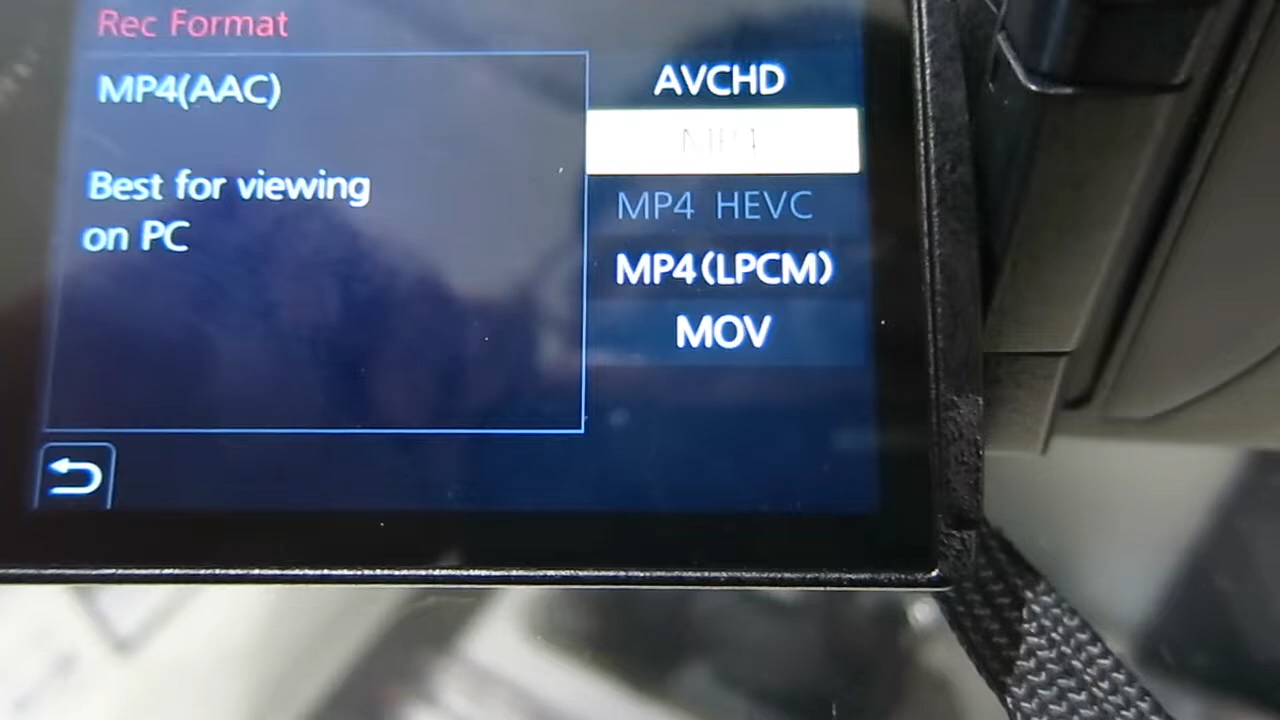 Rec Format
MP4(AAC)
Best for viewing
on PC
AVCHD
MP4
MP4 HEVC
MP4(LPCM)
MOV